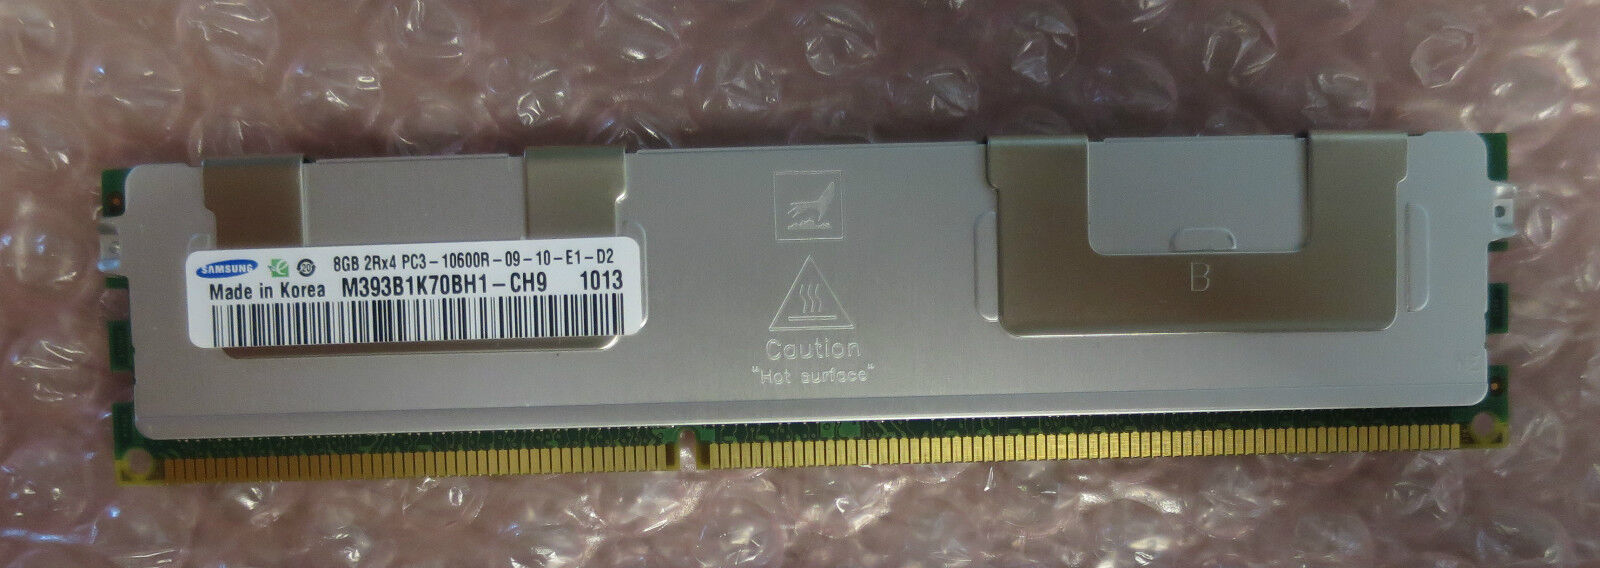 SAMSUNG 8GB 2Rx4 PC3-10600R-09-10-E1-D2
Made in Korea M393B1K70BH1-CH9 1013
Caution
"Hot surface"
B